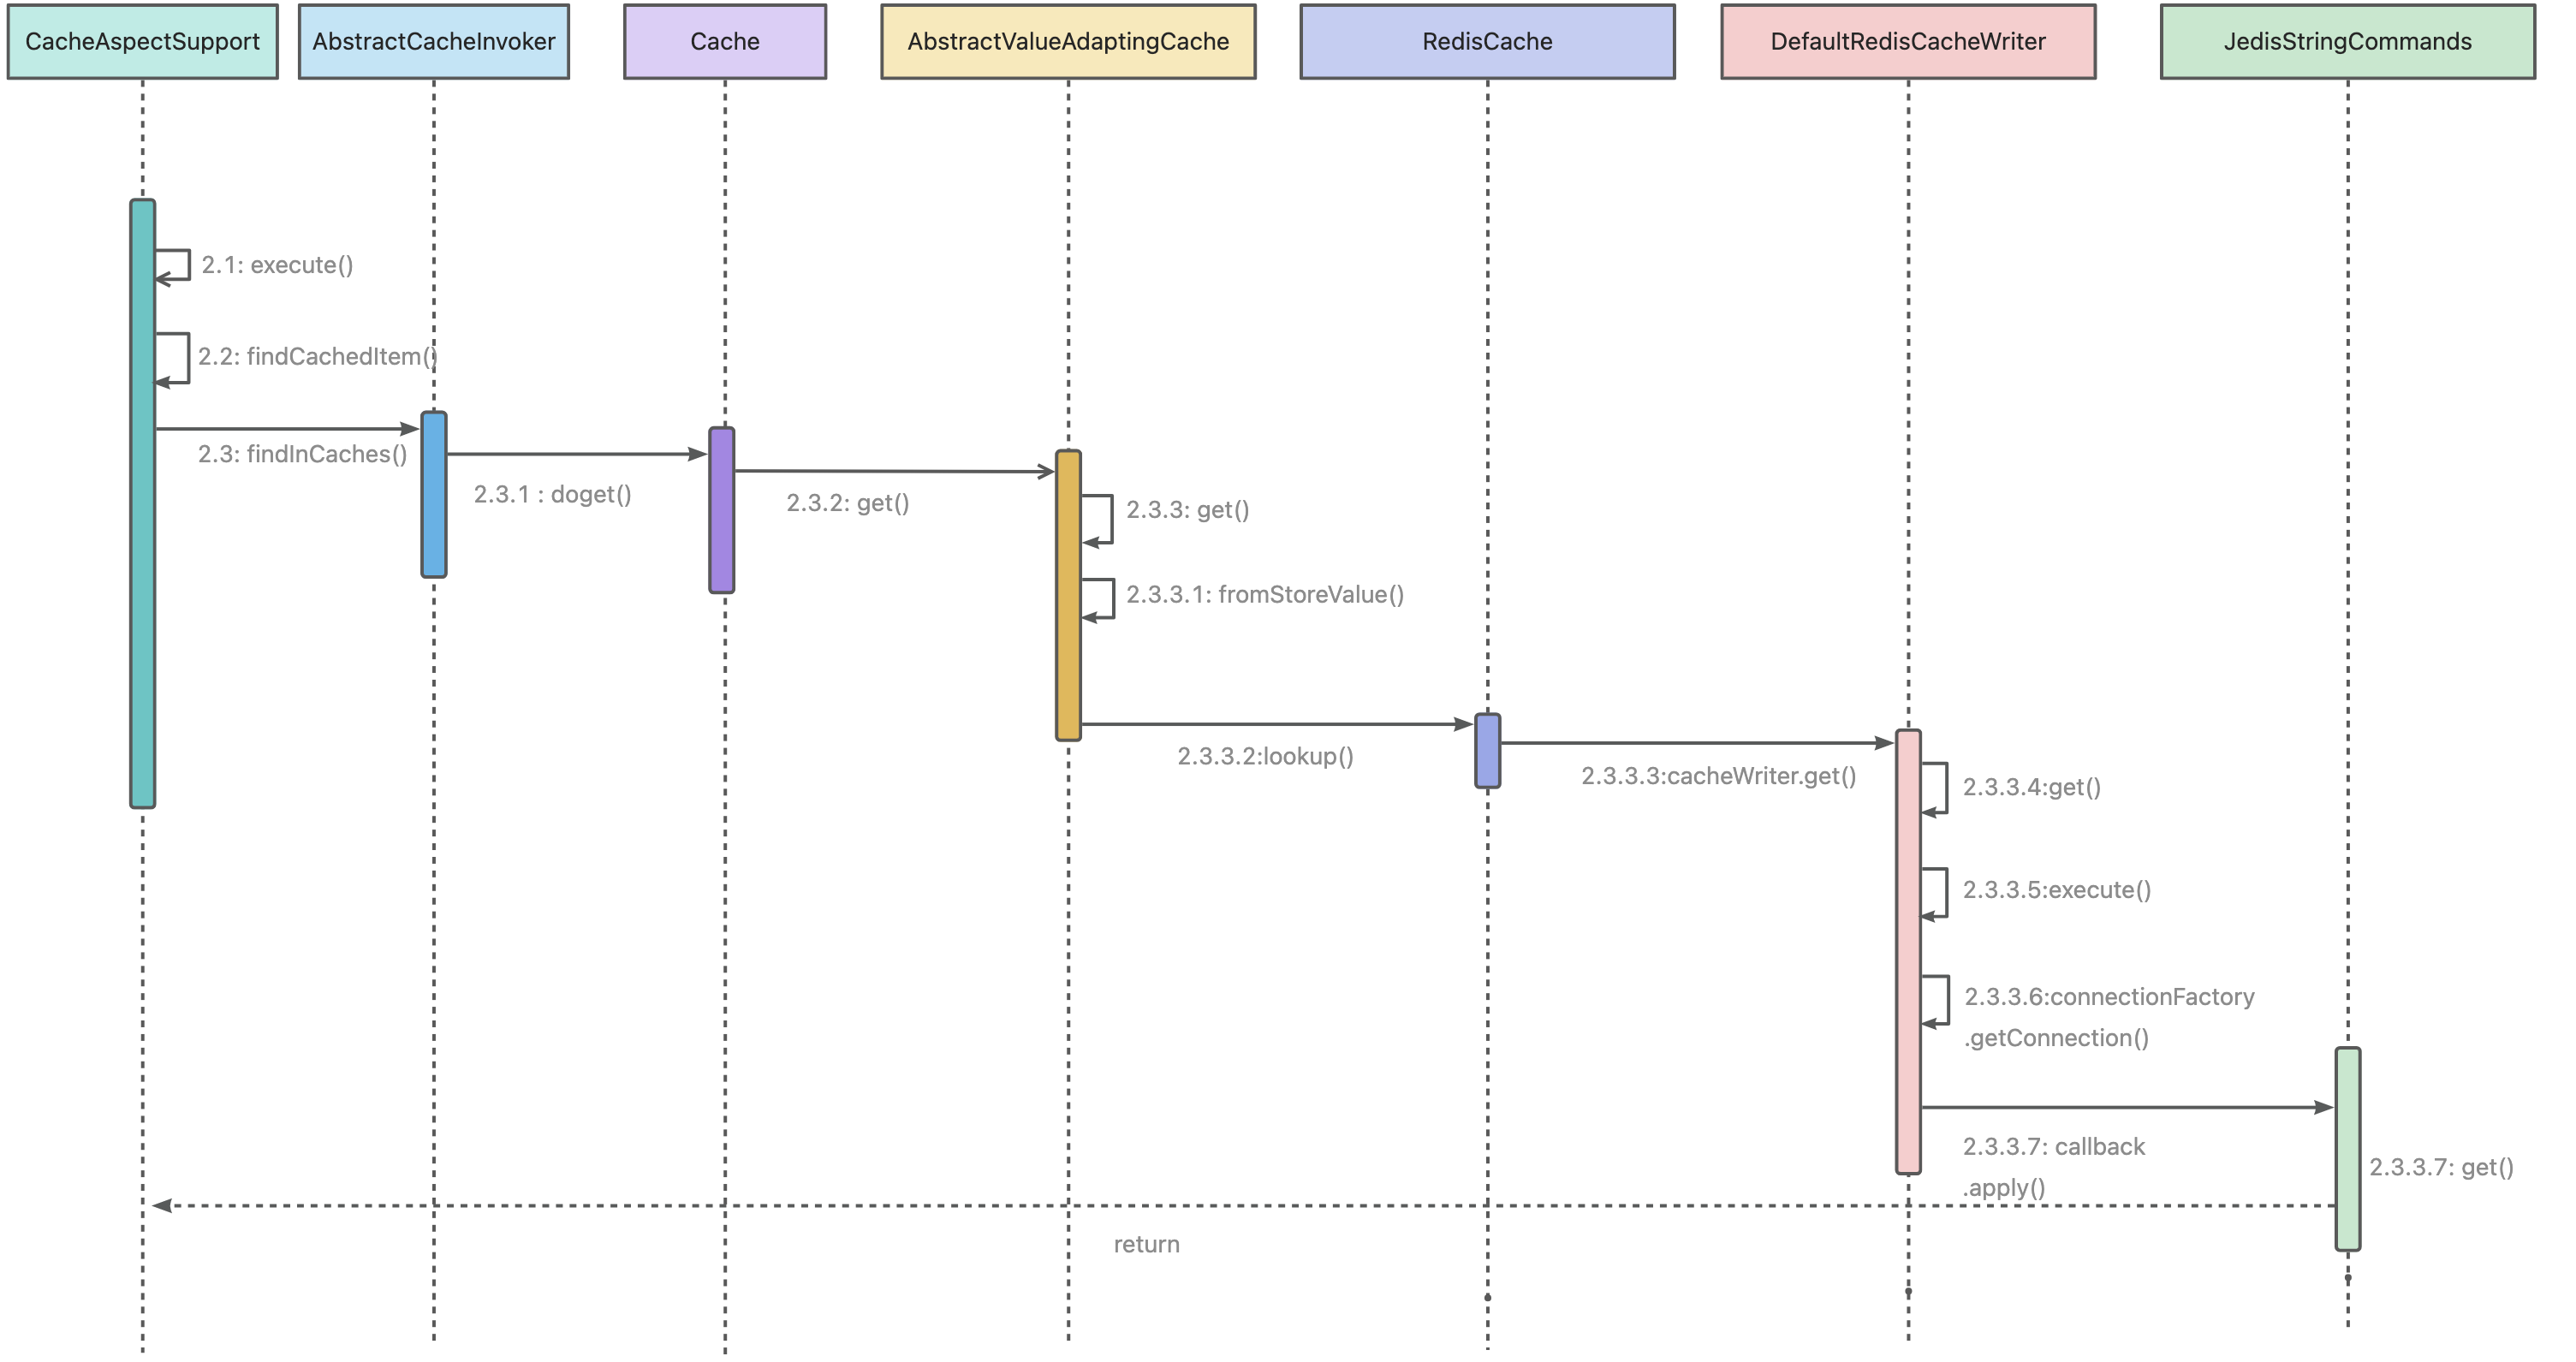 CacheAspectSupport
AbstractCacheInvoker
Cache
AbstractValueAdaptingCache
RedisCache
DefaultRedisCacheWriter
JedisStringCommands
2.1: execute()
2.2: findCachedItem()
2.3: findInCaches()
2.3.1 : doget()
2.3.2: get()
2.3.3: get()
2.3.3.1: fromStoreValue()
2.3.3.2:lookup()
2.3.3.3:cacheWriter.get()
2.3.3.4:get()
2.3.3.5:execute()
2.3.3.6:connectionFactory
.getConnection()
2.3.3.7: callback
.apply()
2.3.3.7: get()
return